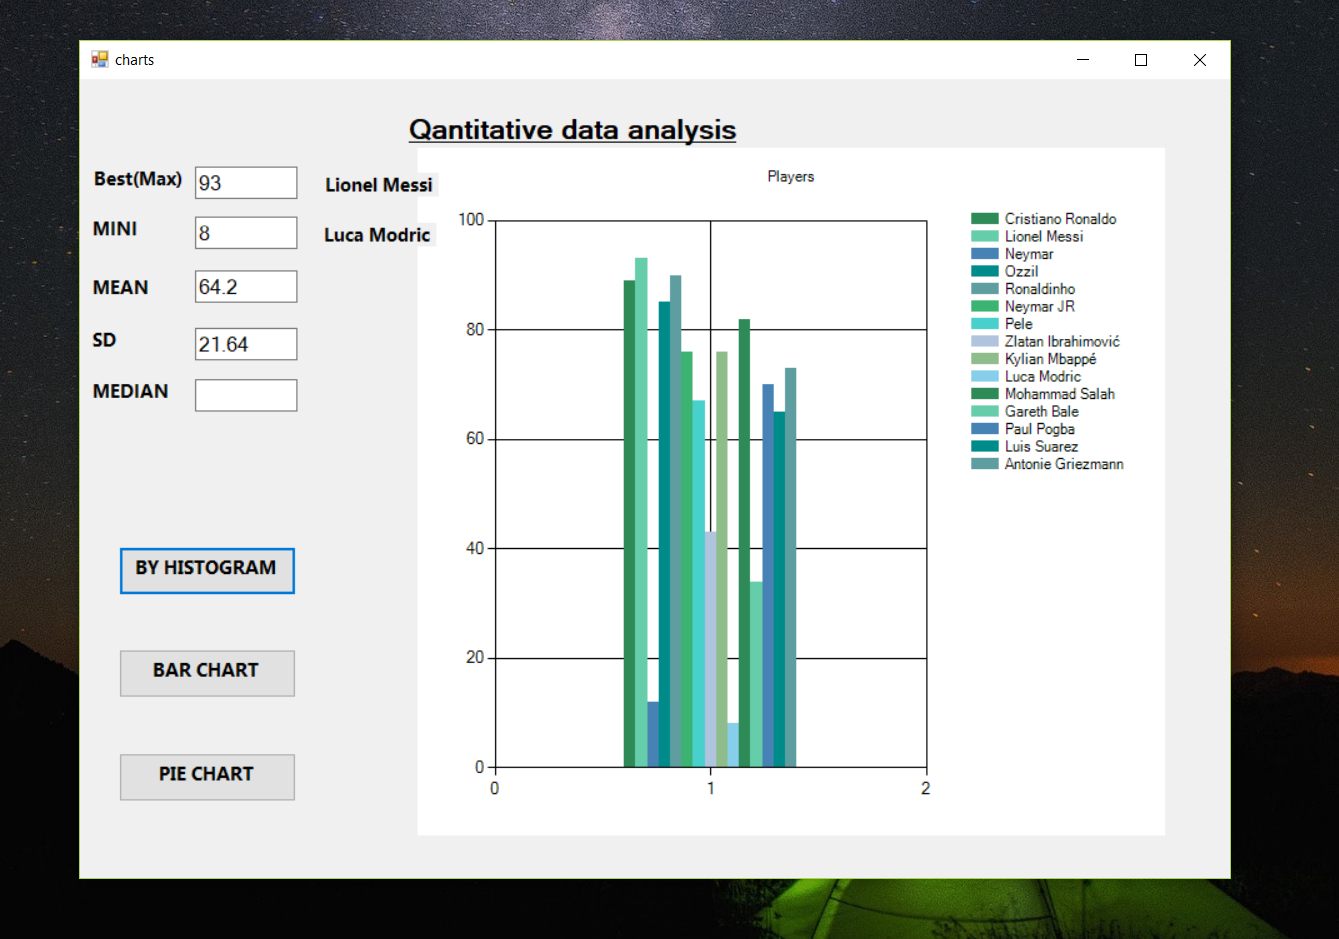 charts
Qantitative data analysis
Best(Max) 93 Lionel Messi
MINI 8 Luca Modric
MEAN 64.2
SD 21.64
MEDIAN
BY HISTOGRAM
BAR CHART
PIE CHART
Players
100
80
60
40
20
0
0 1 2
Cristiano Ronaldo
Lionel Messi
Neymar
Ozzil
Ronaldinho
Neymar JR
Pele
Zlatan Ibrahimović
Kylian Mbappé
Luca Modric
Mohammad Salah
Gareth Bale
Paul Pogba
Luis Suarez
Antonie Griezmann